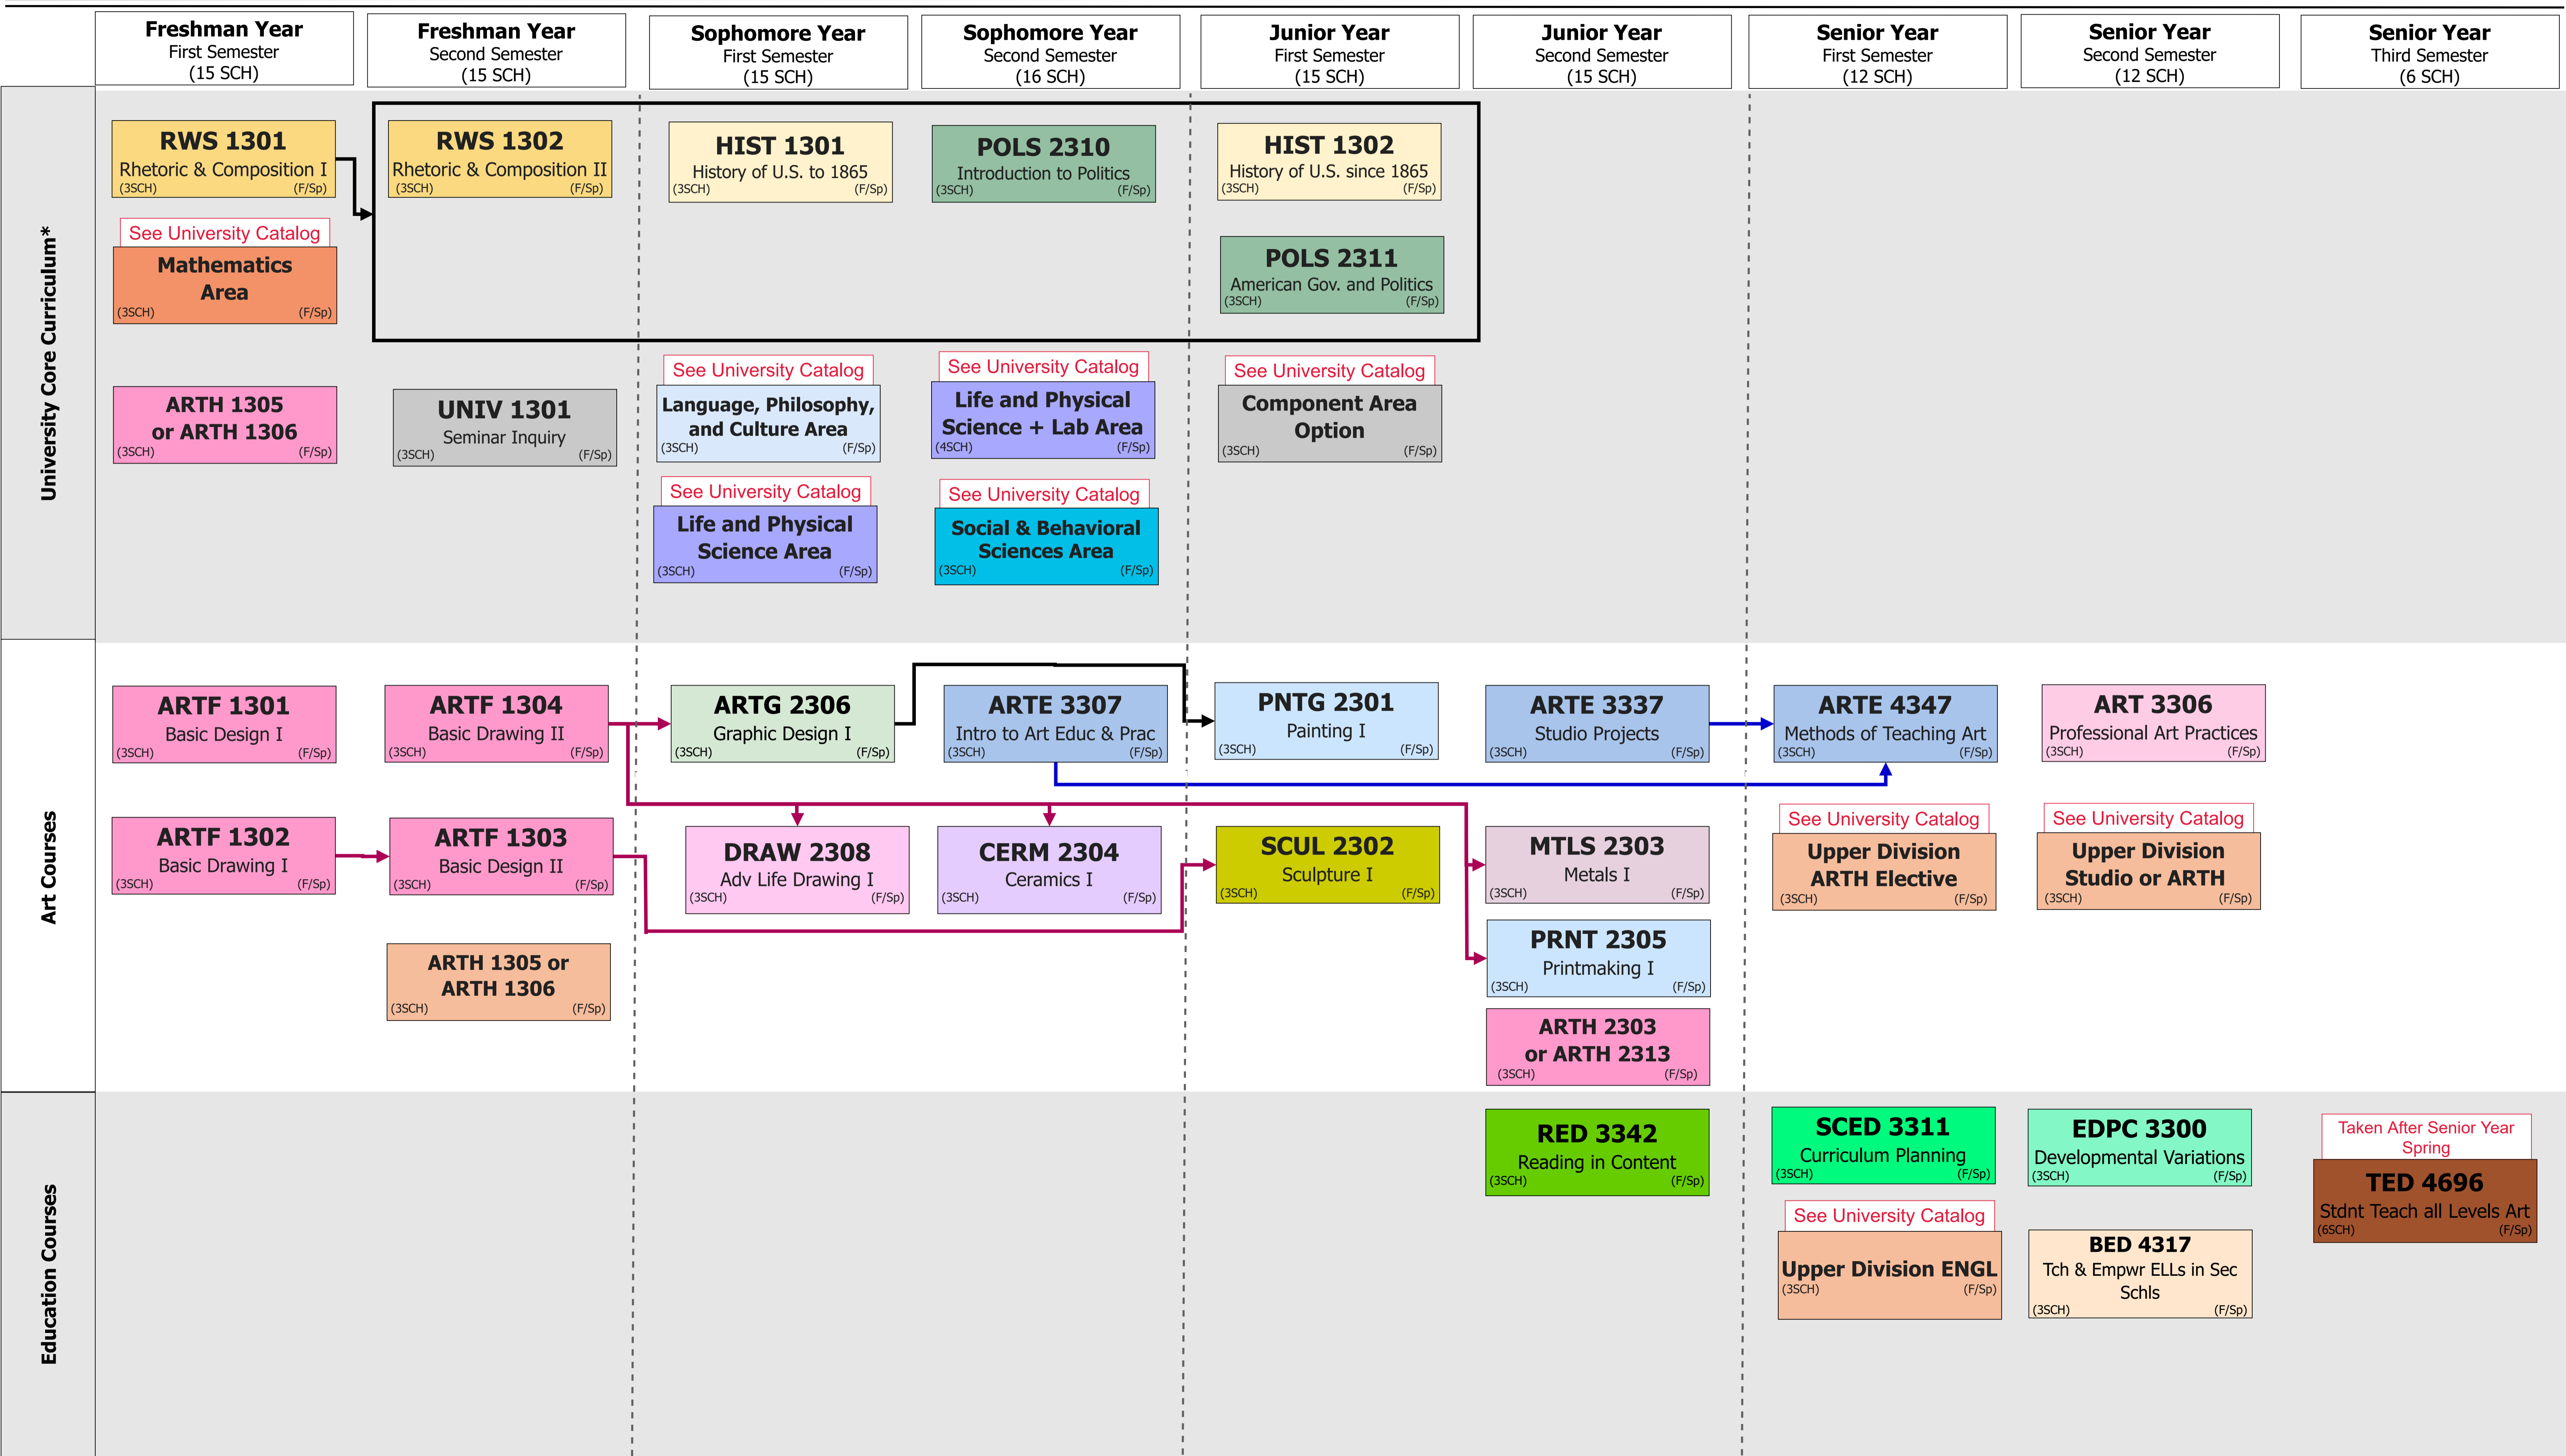 Freshman Year
First Semester
(15 SCH)
Freshman Year
Second Semester
(15 SCH)
Sophomore Year
First Semester
(15 SCH)
Sophomore Year
Second Semester
(16 SCH)
Junior Year
First Semester
(15 SCH)
Junior Year
Second Semester
(15 SCH)
Senior Year
First Semester
(12 SCH)
Senior Year
Second Semester
(12 SCH)
Senior Year
Third Semester
(6 SCH)
University Core Curriculum*
RWS 1301
Rhetoric & Composition I
(3SCH) (F/Sp)
RWS 1302
Rhetoric & Composition II
(3SCH) (F/Sp)
HIST 1301
History of U.S. to 1865
(3SCH) (F/Sp)
POLS 2310
Introduction to Politics
(3SCH) (F/Sp)
HIST 1302
History of U.S. since 1865
(3SCH) (F/Sp)
See University Catalog
Mathematics
Area
(3SCH) (F/Sp)
POLS 2311
American Gov. and Politics
(3SCH) (F/Sp)
ARTH 1305
or ARTH 1306
(3SCH) (F/Sp)
UNIV 1301
Seminar Inquiry
(3SCH) (F/Sp)
See University Catalog
Language, Philosophy,
and Culture Area
(3SCH) (F/Sp)
See University Catalog
Life and Physical
Science + Lab Area
(4SCH) (F/Sp)
See University Catalog
Component Area
Option
(3SCH) (F/Sp)
See University Catalog
Life and Physical
Science Area
(3SCH) (F/Sp)
See University Catalog
Social & Behavioral
Sciences Area
(3SCH) (F/Sp)
Art Courses
ARTF 1301
Basic Design I
(3SCH) (F/Sp)
ARTF 1304
Basic Drawing II
(3SCH) (F/Sp)
ARTG 2306
Graphic Design I
(3SCH) (F/Sp)
ARTE 3307
Intro to Art Educ & Prac
(3SCH) (F/Sp)
PNTG 2301
Painting I
(3SCH) (F/Sp)
ARTE 3337
Studio Projects
(3SCH) (F/Sp)
ARTE 4347
Methods of Teaching Art
(3SCH) (F/Sp)
ART 3306
Professional Art Practices
(3SCH) (F/Sp)
ARTF 1302
Basic Drawing I
(3SCH) (F/Sp)
ARTF 1303
Basic Design II
(3SCH) (F/Sp)
DRAW 2308
Adv Life Drawing I
(3SCH) (F/Sp)
CERM 2304
Ceramics I
(3SCH) (F/Sp)
SCUL 2302
Sculpture I
(3SCH) (F/Sp)
MTLS 2303
Metals I
(3SCH) (F/Sp)
See University Catalog
Upper Division
ARTH Elective
(3SCH) (F/Sp)
See University Catalog
Upper Division
Studio or ARTH
(3SCH) (F/Sp)
ARTH 1305 or
ARTH 1306
(3SCH) (F/Sp)
PRNT 2305
Printmaking I
(3SCH) (F/Sp)
ARTH 2303
or ARTH 2313
(3SCH) (F/Sp)
Education Courses
RED 3342
Reading in Content
(3SCH) (F/Sp)
SCED 3311
Curriculum Planning
(3SCH) (F/Sp)
EDPC 3300
Developmental Variations
(3SCH) (F/Sp)
Taken After Senior Year
Spring
TED 4696
Stdnt Teach all Levels Art
(6SCH) (F/Sp)
See University Catalog
Upper Division ENGL
(3SCH) (F/Sp)
BED 4317
Tch & Empwr ELLs in Sec
Schls
(3SCH) (F/Sp)